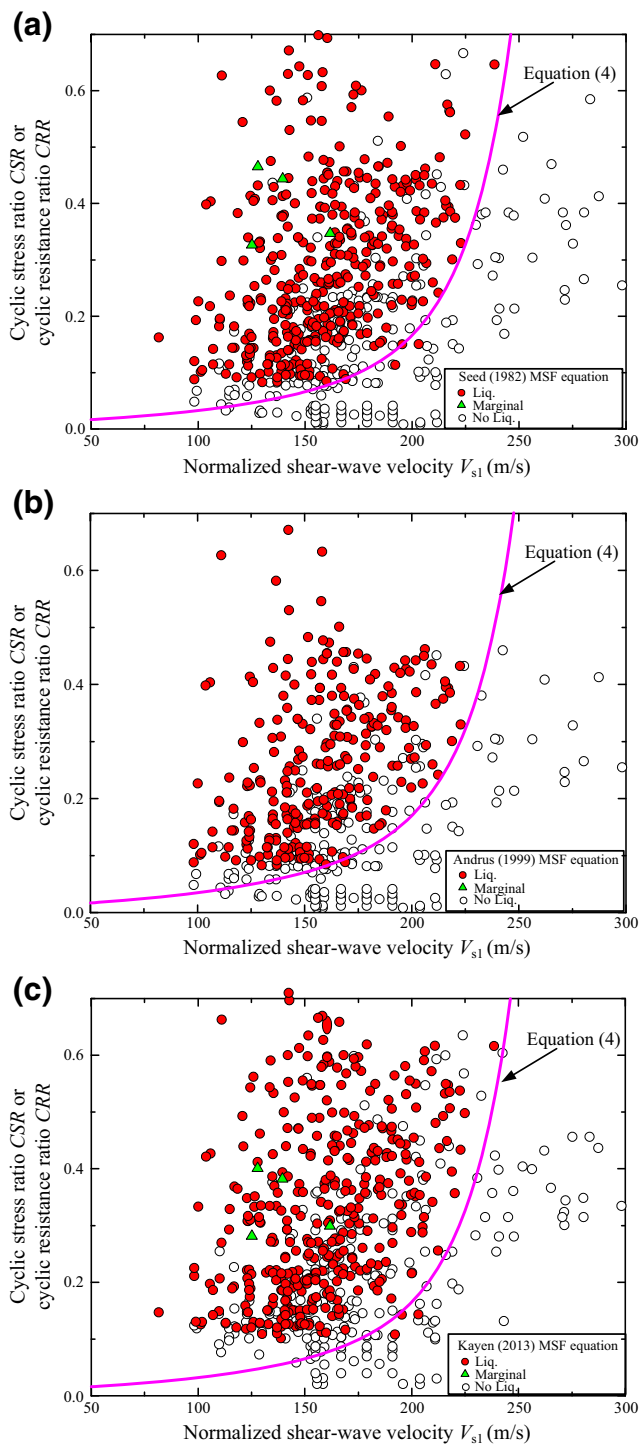 (a)
0.6
0.4
0.2
0.0
Cyclic stress ratio CSR or
cyclic resistance ratio CRR
Equation (4)
Seed (1982) MSF equation
Liq.
Marginal
No Liq.
50 100 150 200 250 300
Normalized shear-wave velocity Vs1 (m/s)
(b)
0.6
0.4
0.2
0.0
Cyclic stress ratio CSR or
cyclic resistance ratio CRR
Equation (4)
Andrus (1999) MSF equation
Liq.
Marginal
No Liq.
50 100 150 200 250 300
Normalized shear-wave velocity Vs1 (m/s)
(c)
0.6
0.4
0.2
0.0
Cyclic stress ratio CSR or
cyclic resistance ratio CRR
Equation (4)
Kayen (2013) MSF equation
Liq.
Marginal
No Liq.
50 100 150 200 250 300
Normalized shear-wave velocity Vs1 (m/s)